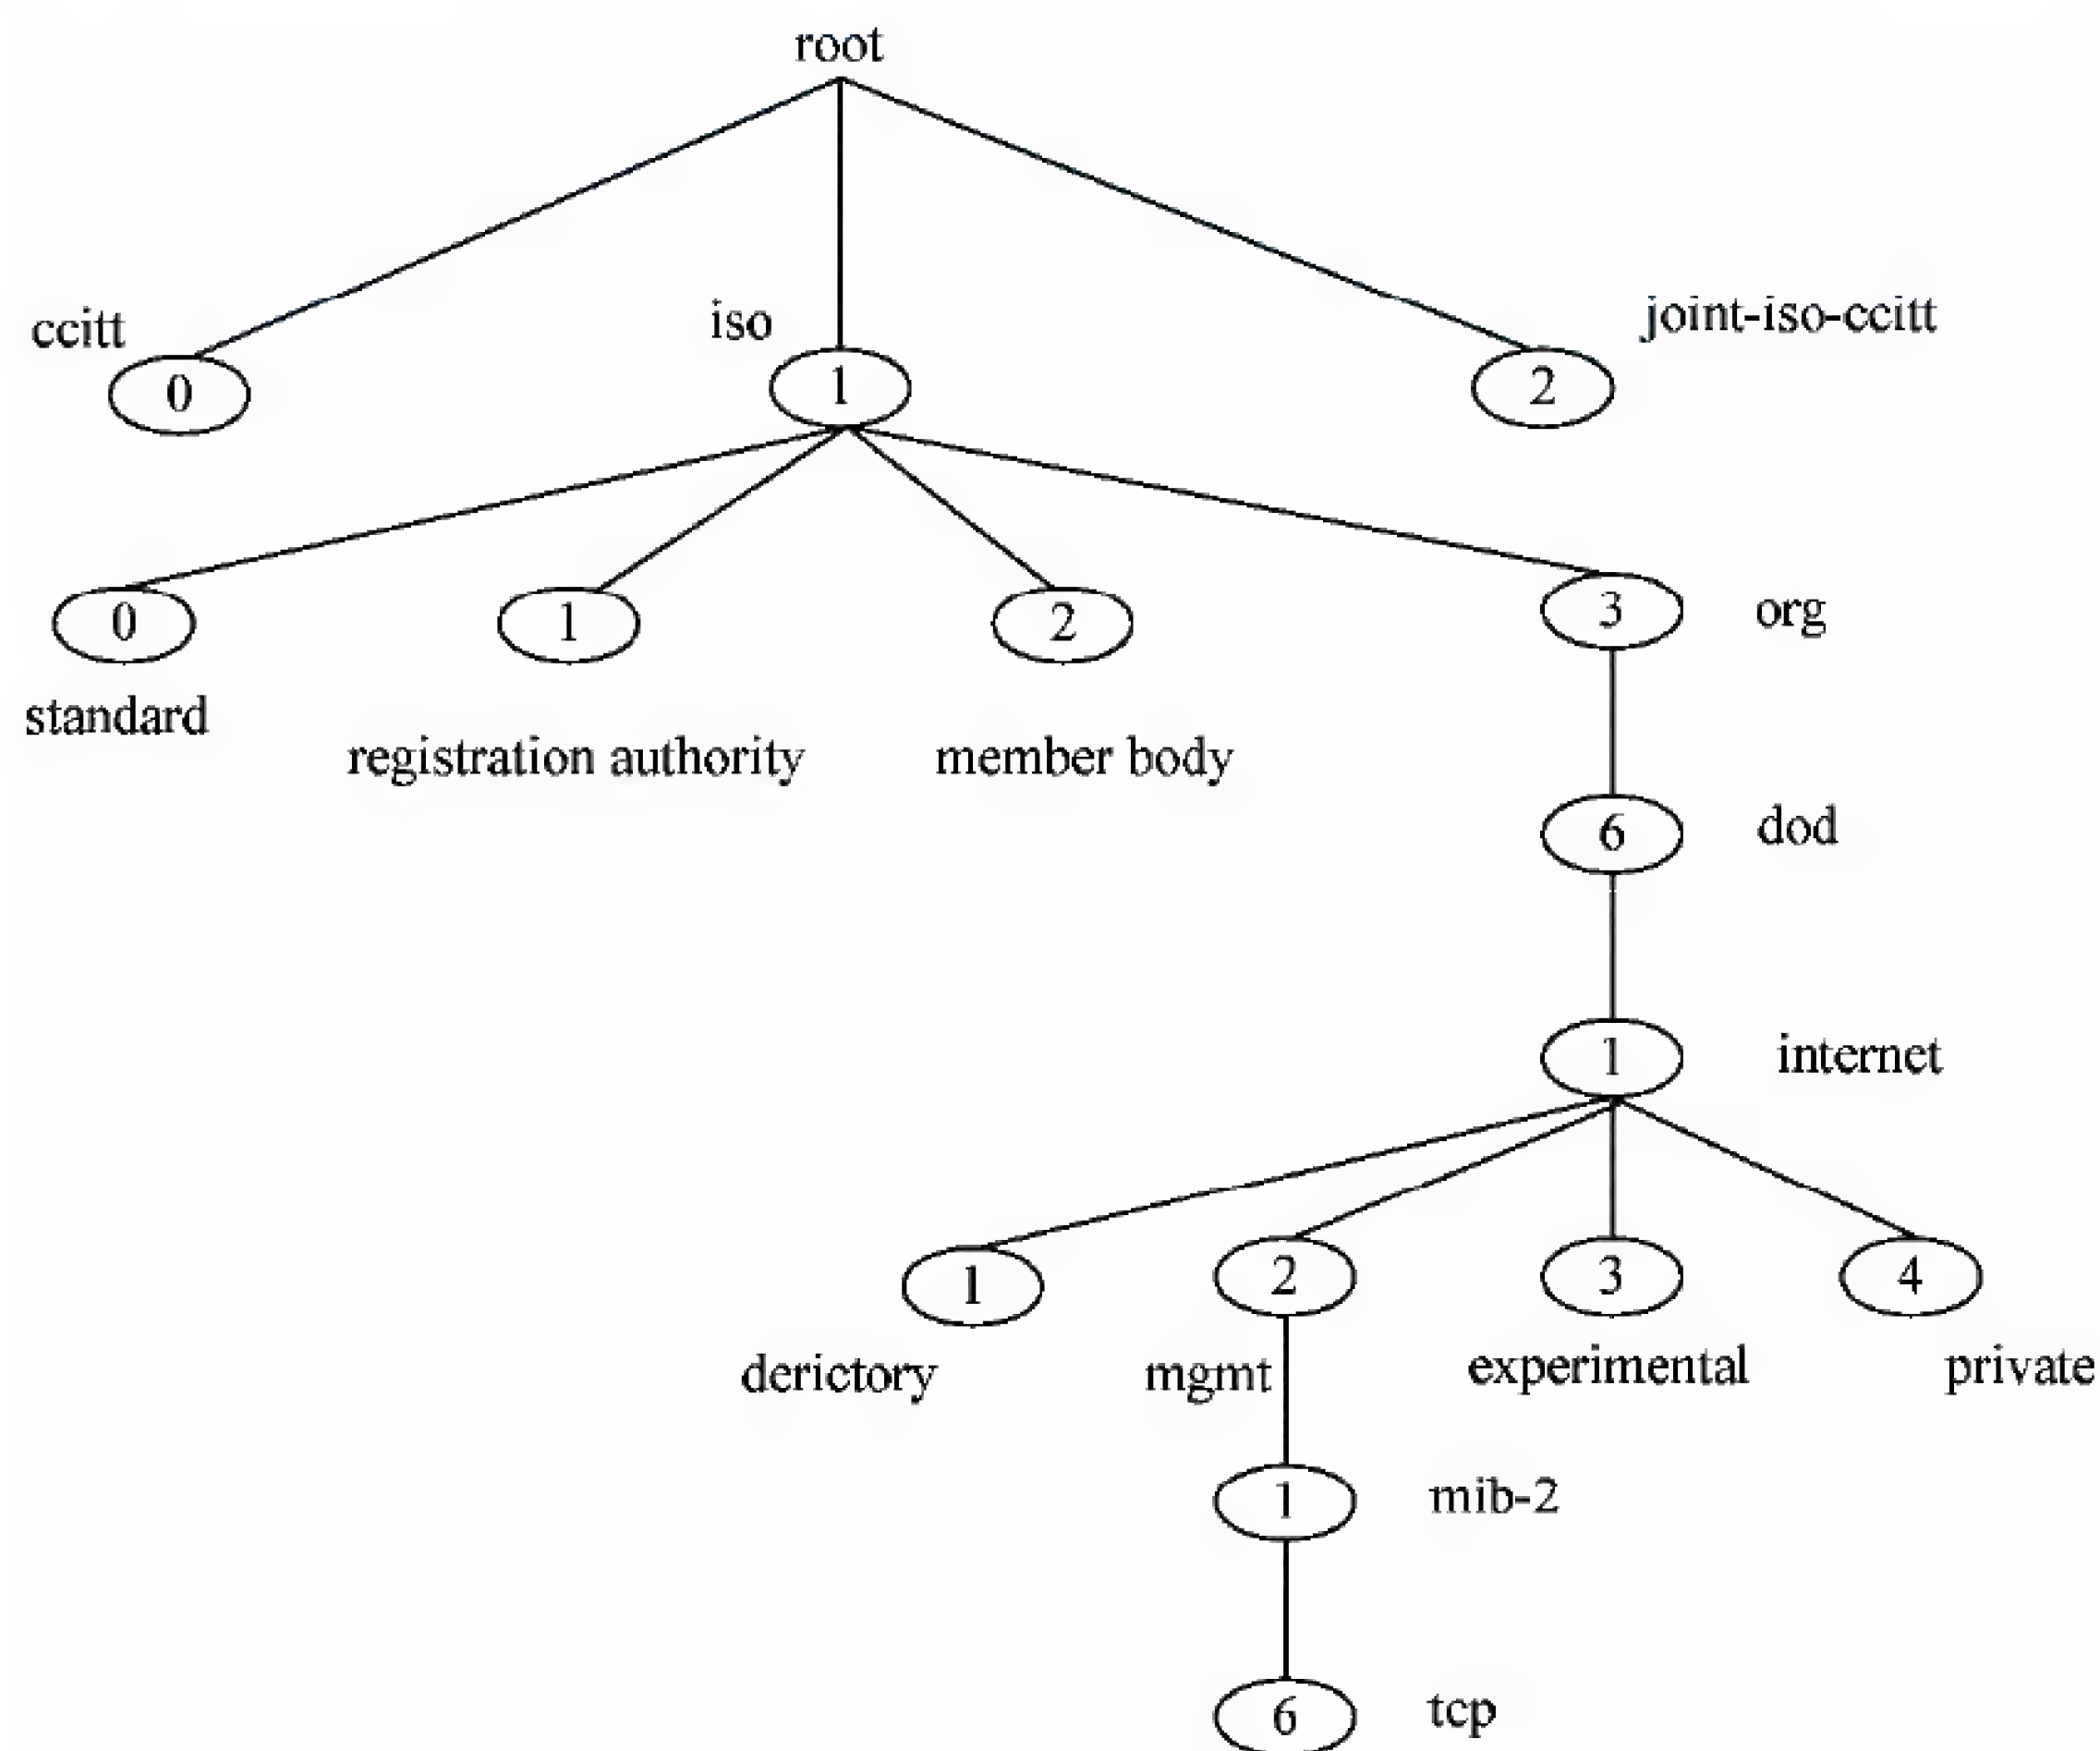 root
ccitt
iso
joint-iso-ccitt
0
1
2
0
1
2
3
org
standard
registration authority
member body
6
dod
1
internet
1
2
3
4
derictory
mgmt
experimental
private
1
mib-2
6
tcp